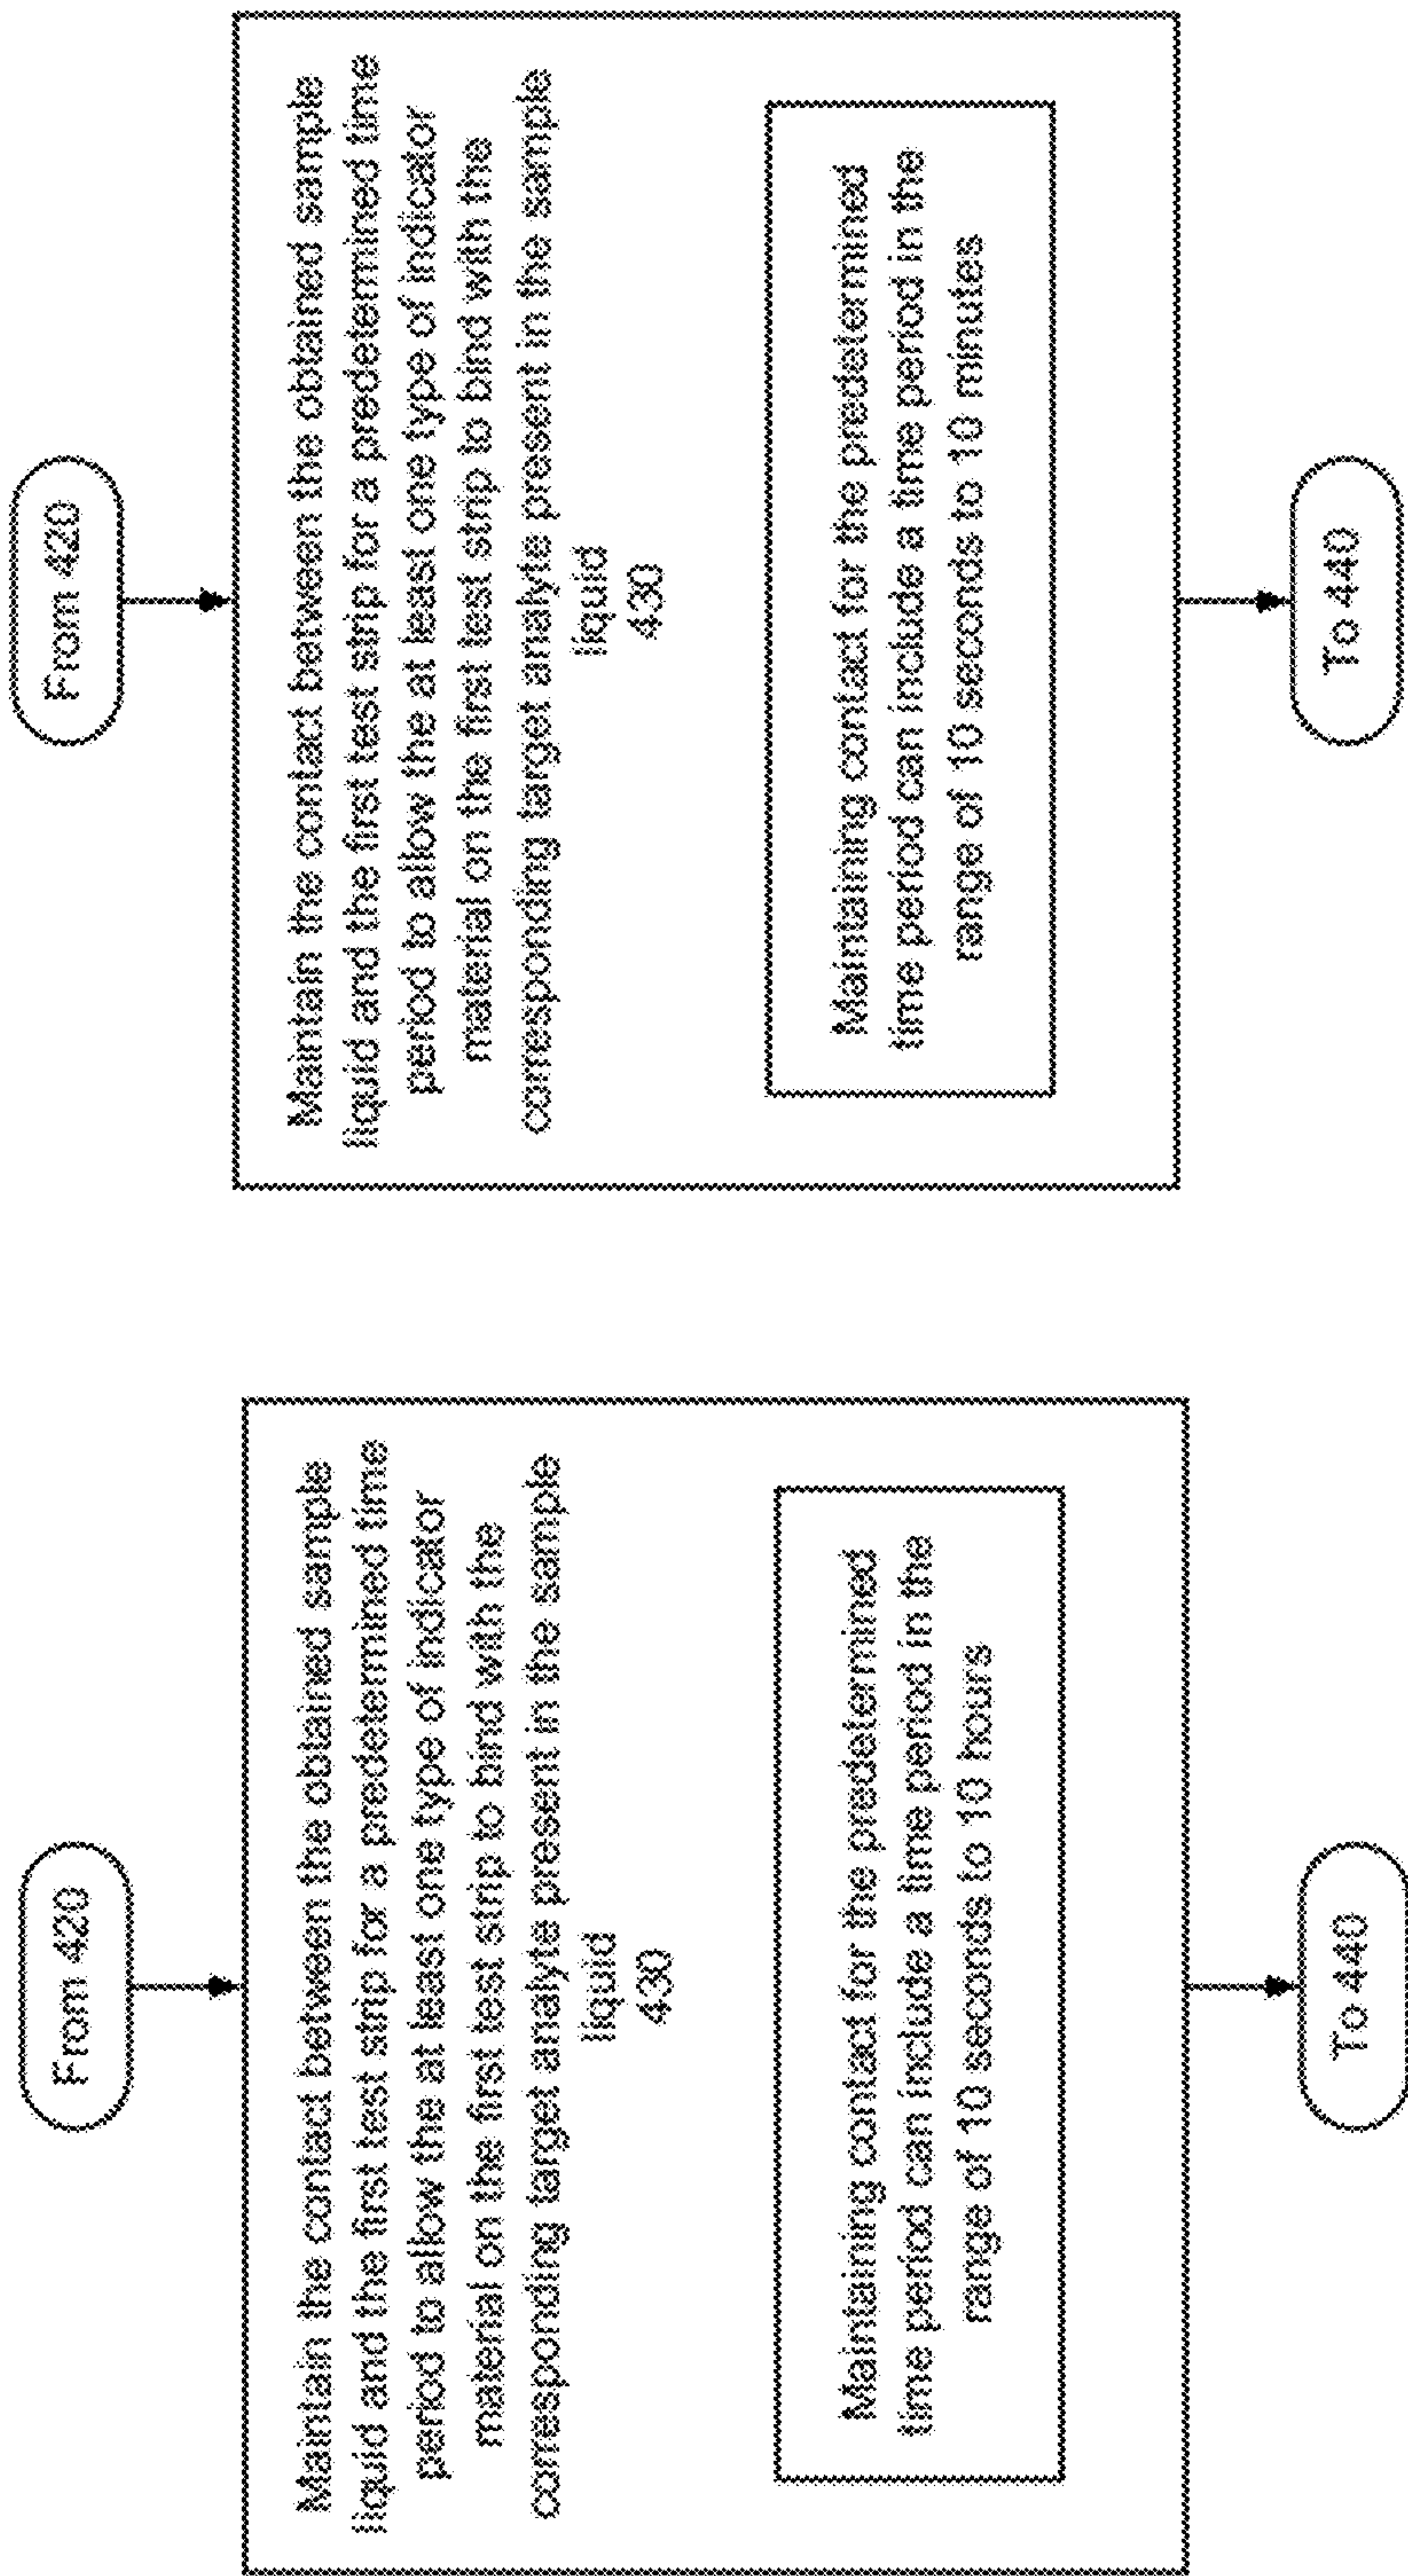 From 420
Maintain the contact between the obtained sample
liquid and the first test strip for a predetermined time
period to allow the at least one type of indicator
material on the first test strip to bind with the
corresponding target analyte present in the sample
liquid
430
Maintaining contact for the predetermined
time period can include a time period in the
range of 10 seconds to 10 hours
To 440
From 420
Maintain the contact between the obtained sample
liquid and the first test strip for a predetermined time
period to allow the at least one type of indicator
material on the first test strip to bind with the
corresponding target analyte present in the sample
liquid
430
Maintaining contact for the predetermined
time period can include a time period in the
range of 10 seconds to 10 minutes
To 440